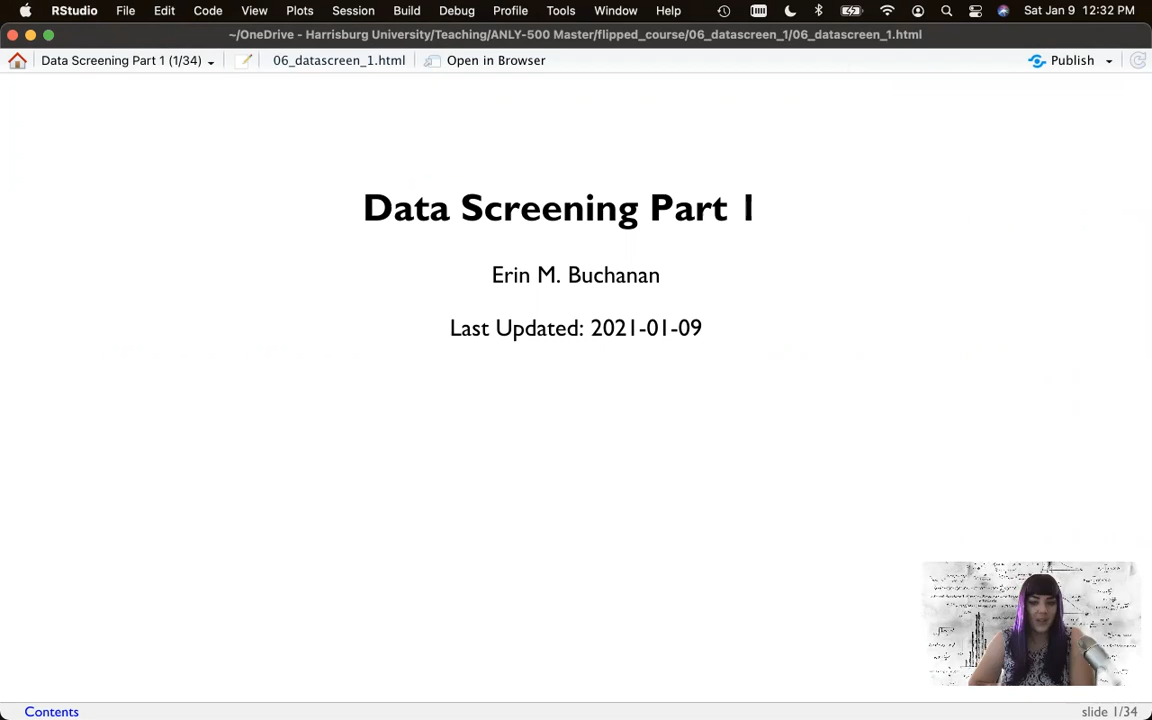 RStudio File Edit Code View Plots Session Build Debug Profile Tools Window Help Sat Jan 9 12:32 PM
~/OneDrive - Harrisburg University/Teaching/ANLY-500 Master/flipped_course/06_datascreen_1/06_datascreen_1.html
Data Screening Part 1 (1/34) 06_datascreen_1.html Open in Browser Publish
Data Screening Part 1
Erin M. Buchanan
Last Updated: 2021-01-09
Contents slide 1/34